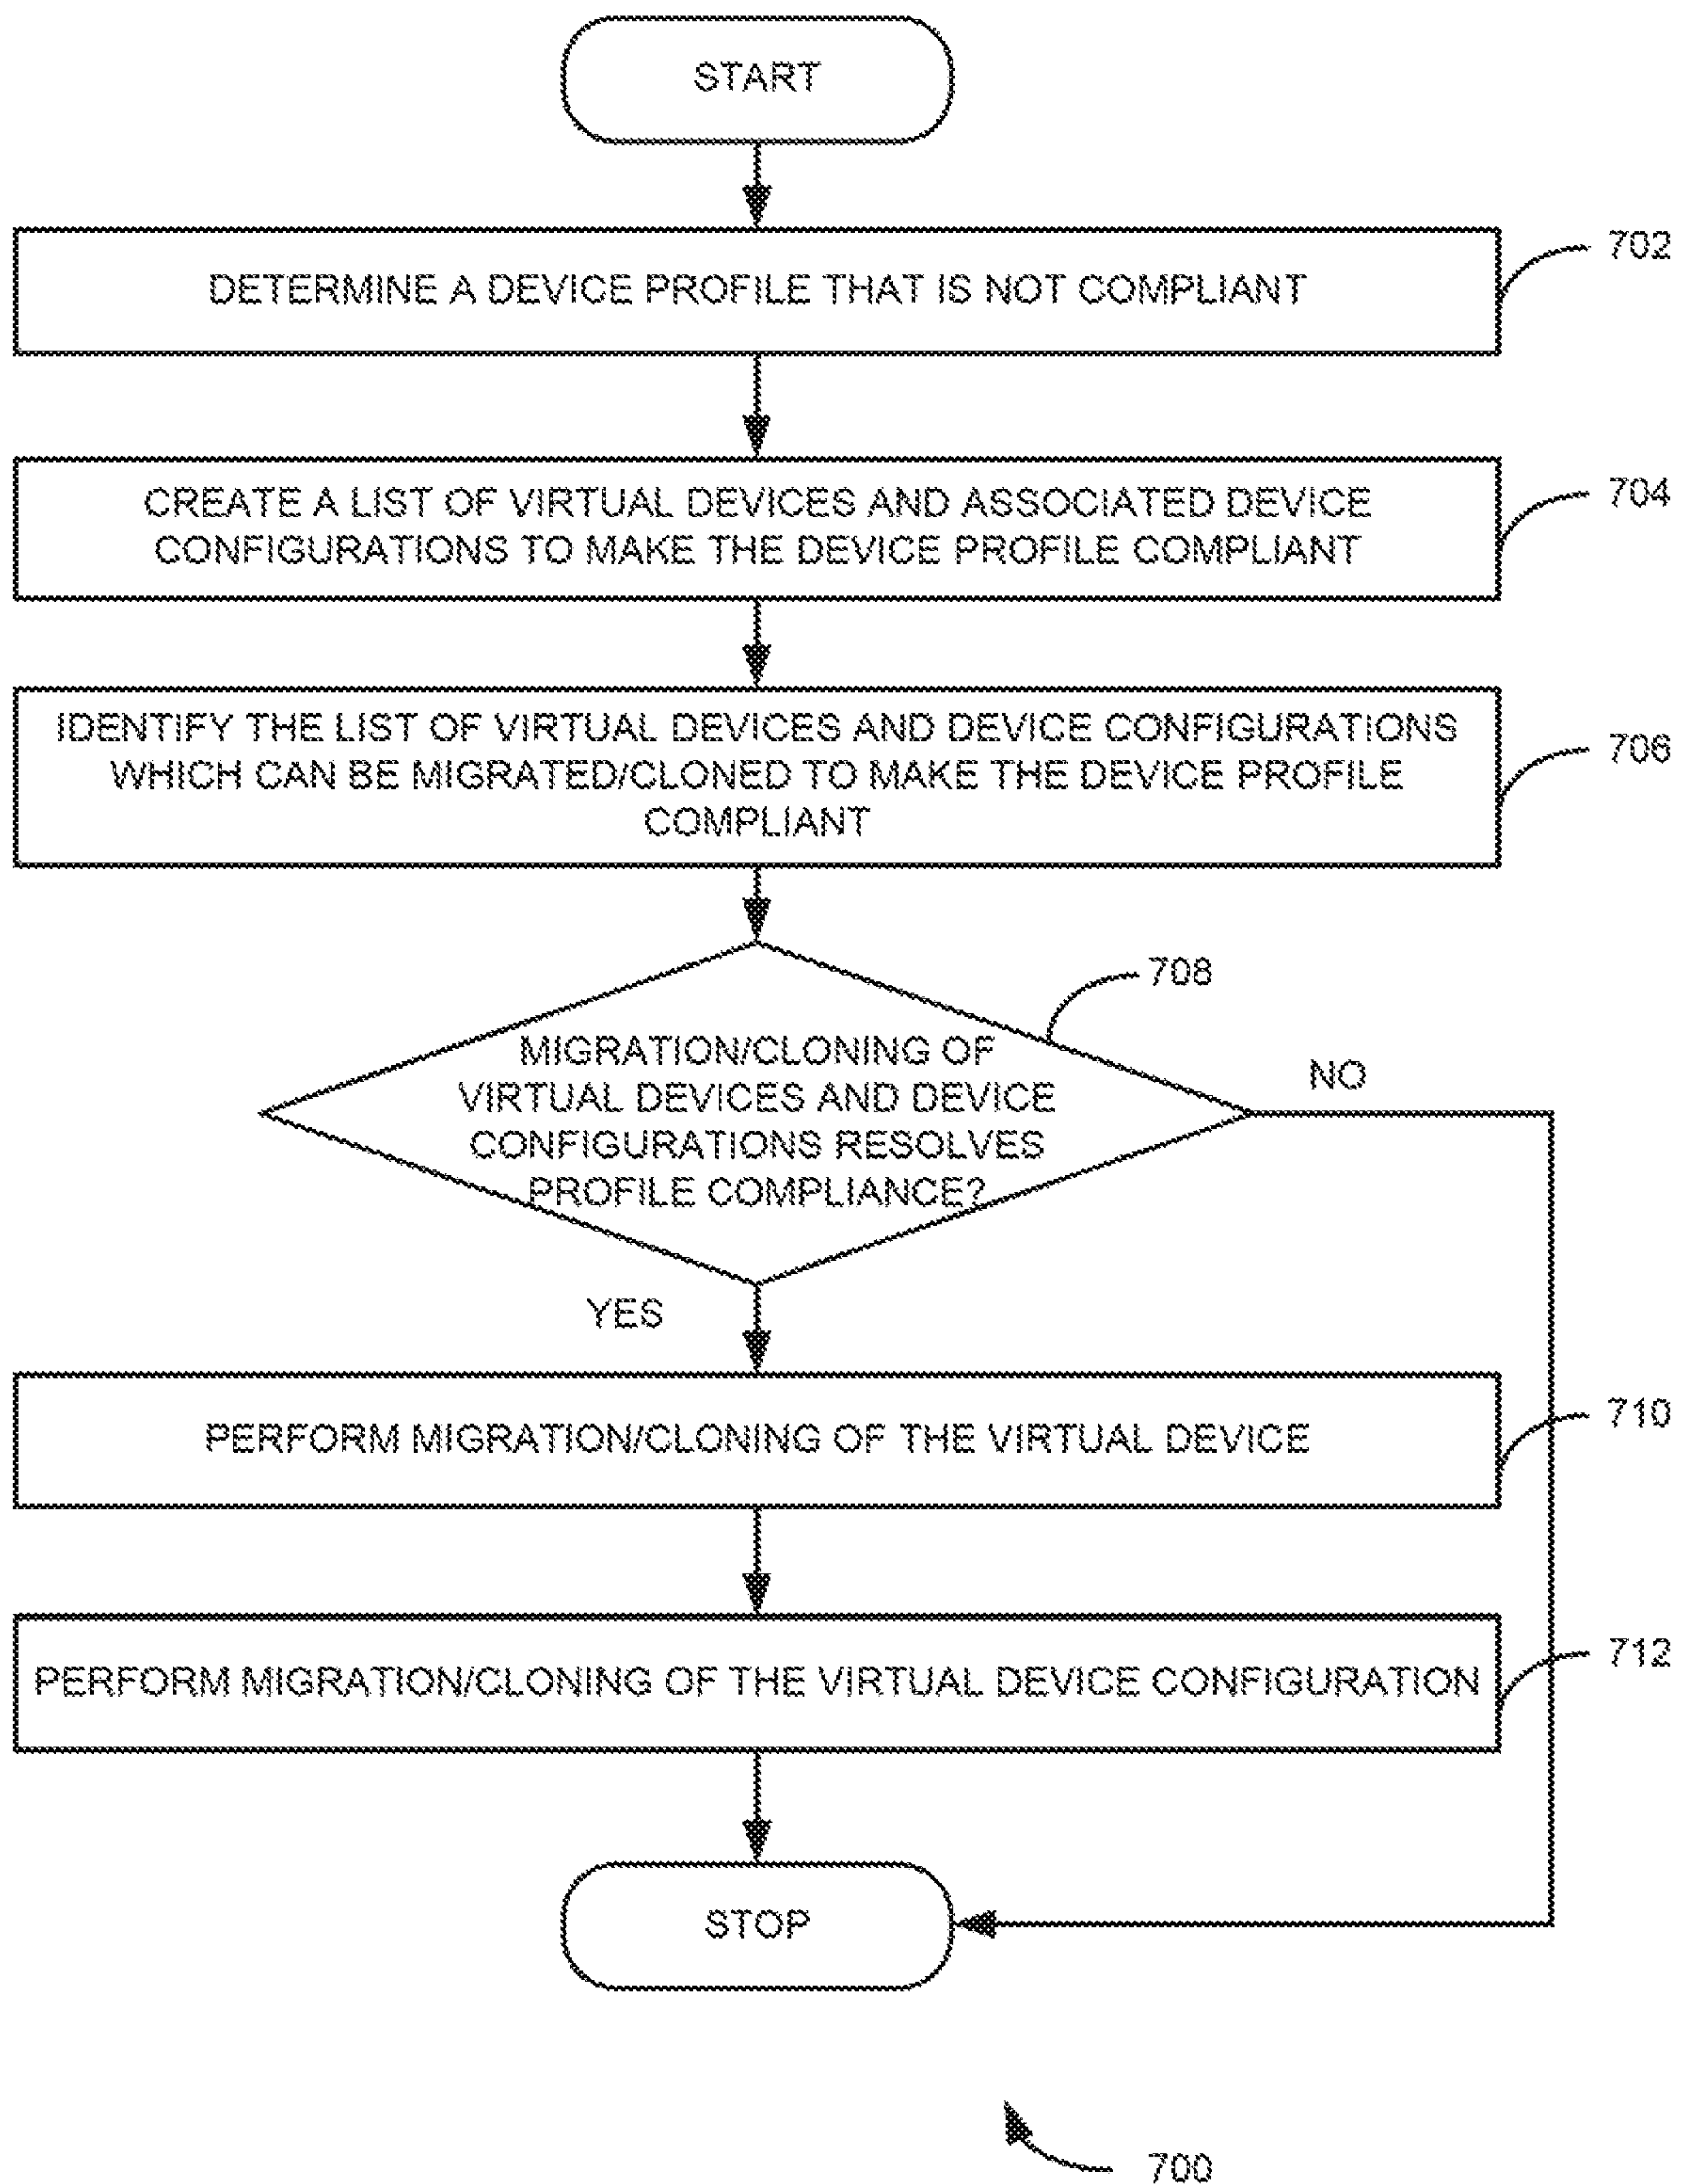 START
DETERMINE A DEVICE PROFILE THAT IS NOT COMPLIANT
702
CREATE A LIST OF VIRTUAL DEVICES AND ASSOCIATED DEVICE
CONFIGURATIONS TO MAKE THE DEVICE PROFILE COMPLIANT
704
IDENTIFY THE LIST OF VIRTUAL DEVICES AND DEVICE CONFIGURATIONS
WHICH CAN BE MIGRATED/CLONED TO MAKE THE DEVICE PROFILE
COMPLIANT
706
708
MIGRATION/CLONING OF
VIRTUAL DEVICES AND DEVICE
CONFIGURATIONS RESOLVES
PROFILE COMPLIANCE?
NO
YES
PERFORM MIGRATION/CLONING OF THE VIRTUAL DEVICE
710
PERFORM MIGRATION/CLONING OF THE VIRTUAL DEVICE CONFIGURATION
712
STOP
700